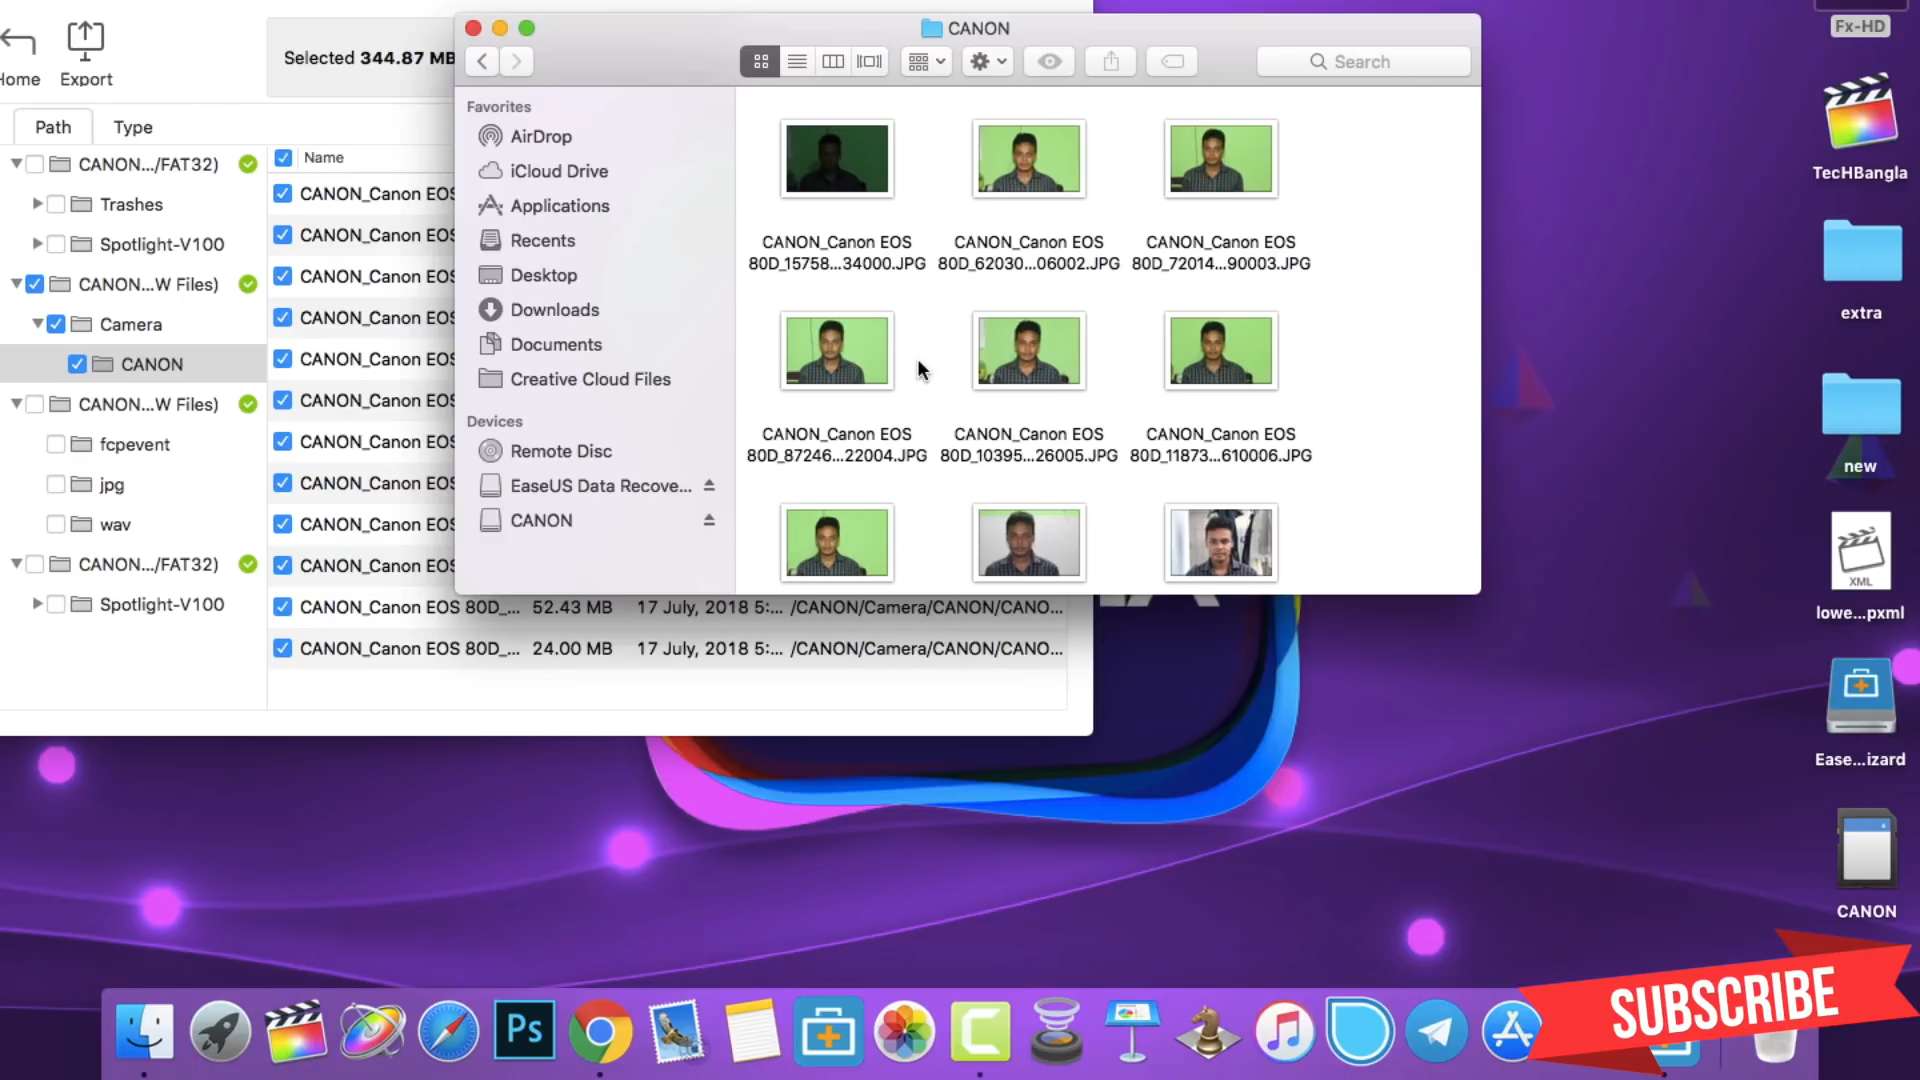 Home
Export
Selected 344.87 MB
Path
Type
CANON.../FAT32)
Trashes
Spotlight-V100
CANON...W Files)
Camera
CANON
CANON...W Files)
fcpevent
jpg
wav
CANON.../FAT32)
Spotlight-V100
Name
CANON_Canon EOS
CANON_Canon EOS
CANON_Canon EOS
CANON_Canon EOS
CANON_Canon EOS
CANON_Canon EOS
CANON_Canon EOS
CANON_Canon EOS
CANON_Canon EOS
CANON_Canon EOS
CANON_Canon EOS 80D_... 52.43 MB 17 July, 2018 5:... /CANON/Camera/CANON/CANO...
CANON_Canon EOS 80D_... 24.00 MB 17 July, 2018 5:... /CANON/Camera/CANON/CANO...
CANON
Search
Favorites
AirDrop
iCloud Drive
Applications
Recents
Desktop
Downloads
Documents
Creative Cloud Files
Devices
Remote Disc
EaseUS Data Recove...
CANON
CANON_Canon EOS
80D_15758...34000.JPG
CANON_Canon EOS
80D_62030...06002.JPG
CANON_Canon EOS
80D_72014...90003.JPG
CANON_Canon EOS
80D_87246...22004.JPG
CANON_Canon EOS
80D_10395...26005.JPG
CANON_Canon EOS
80D_11873...610006.JPG
Fx-HD
TecHBangla
extra
new
XML
lowe...pxml
Ease...izard
CANON
Ps
SUBSCRIBE